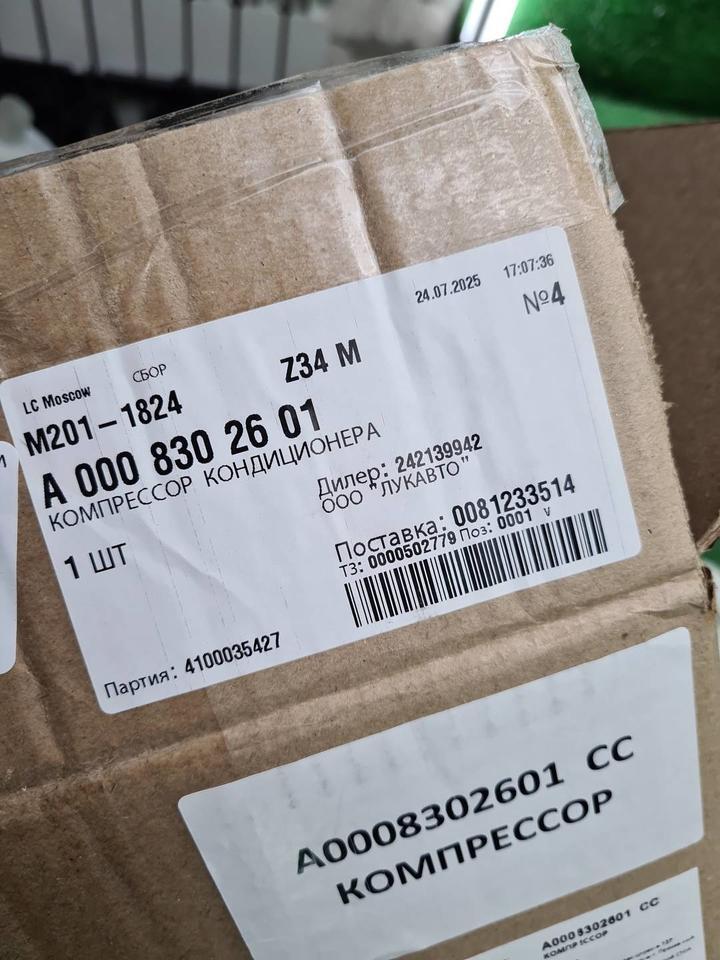 24.07.2025 17:07:36
№4
LC Moscow СБОР Z34 M
M201-1824
A 000 830 26 01
КОМПРЕССОР КОНДИЦИОНЕРА
Дилер: 242139942
ООО "ЛУКАВТО"
1 ШТ
Поставка: 0081233514
ТЗ: 0000502779 Поз: 0001 V
Партия: 4100035427
A0008302601 CC
КОМПРЕССОР
A0008302601 CC
КОМПРЕССОР